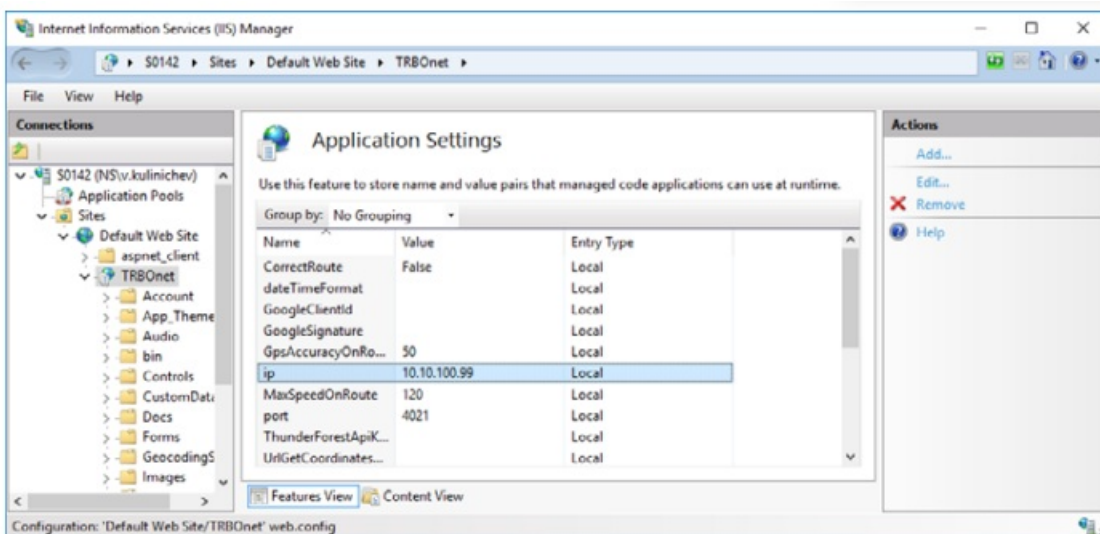 Internet Information Services (IIS) Manager
S0142 Sites Default Web Site TRBOnet
File View Help
Connections
S0142 (NS\v.kulinichev)
Application Pools
Sites
Default Web Site
aspnet_client
TRBOnet
Account
App_Theme
Audio
bin
Controls
CustomData
Docs
Forms
GeocodingS
Images
Application Settings
Use this feature to store name and value pairs that managed code applications can use at runtime.
Group by: No Grouping
Name Value Entry Type
CorrectRoute False Local
dateTimeFormat Local
GoogleClientId Local
GoogleSignature Local
GpsAccuracyOnRo... 50 Local
ip 10.10.100.99 Local
MaxSpeedOnRoute 120 Local
port 4021 Local
ThunderForestApiK... Local
UrlGetCoordinates... Local
Features View Content View
Actions
Add...
Edit...
Remove
Help
Configuration: 'Default Web Site/TRBOnet' web.config